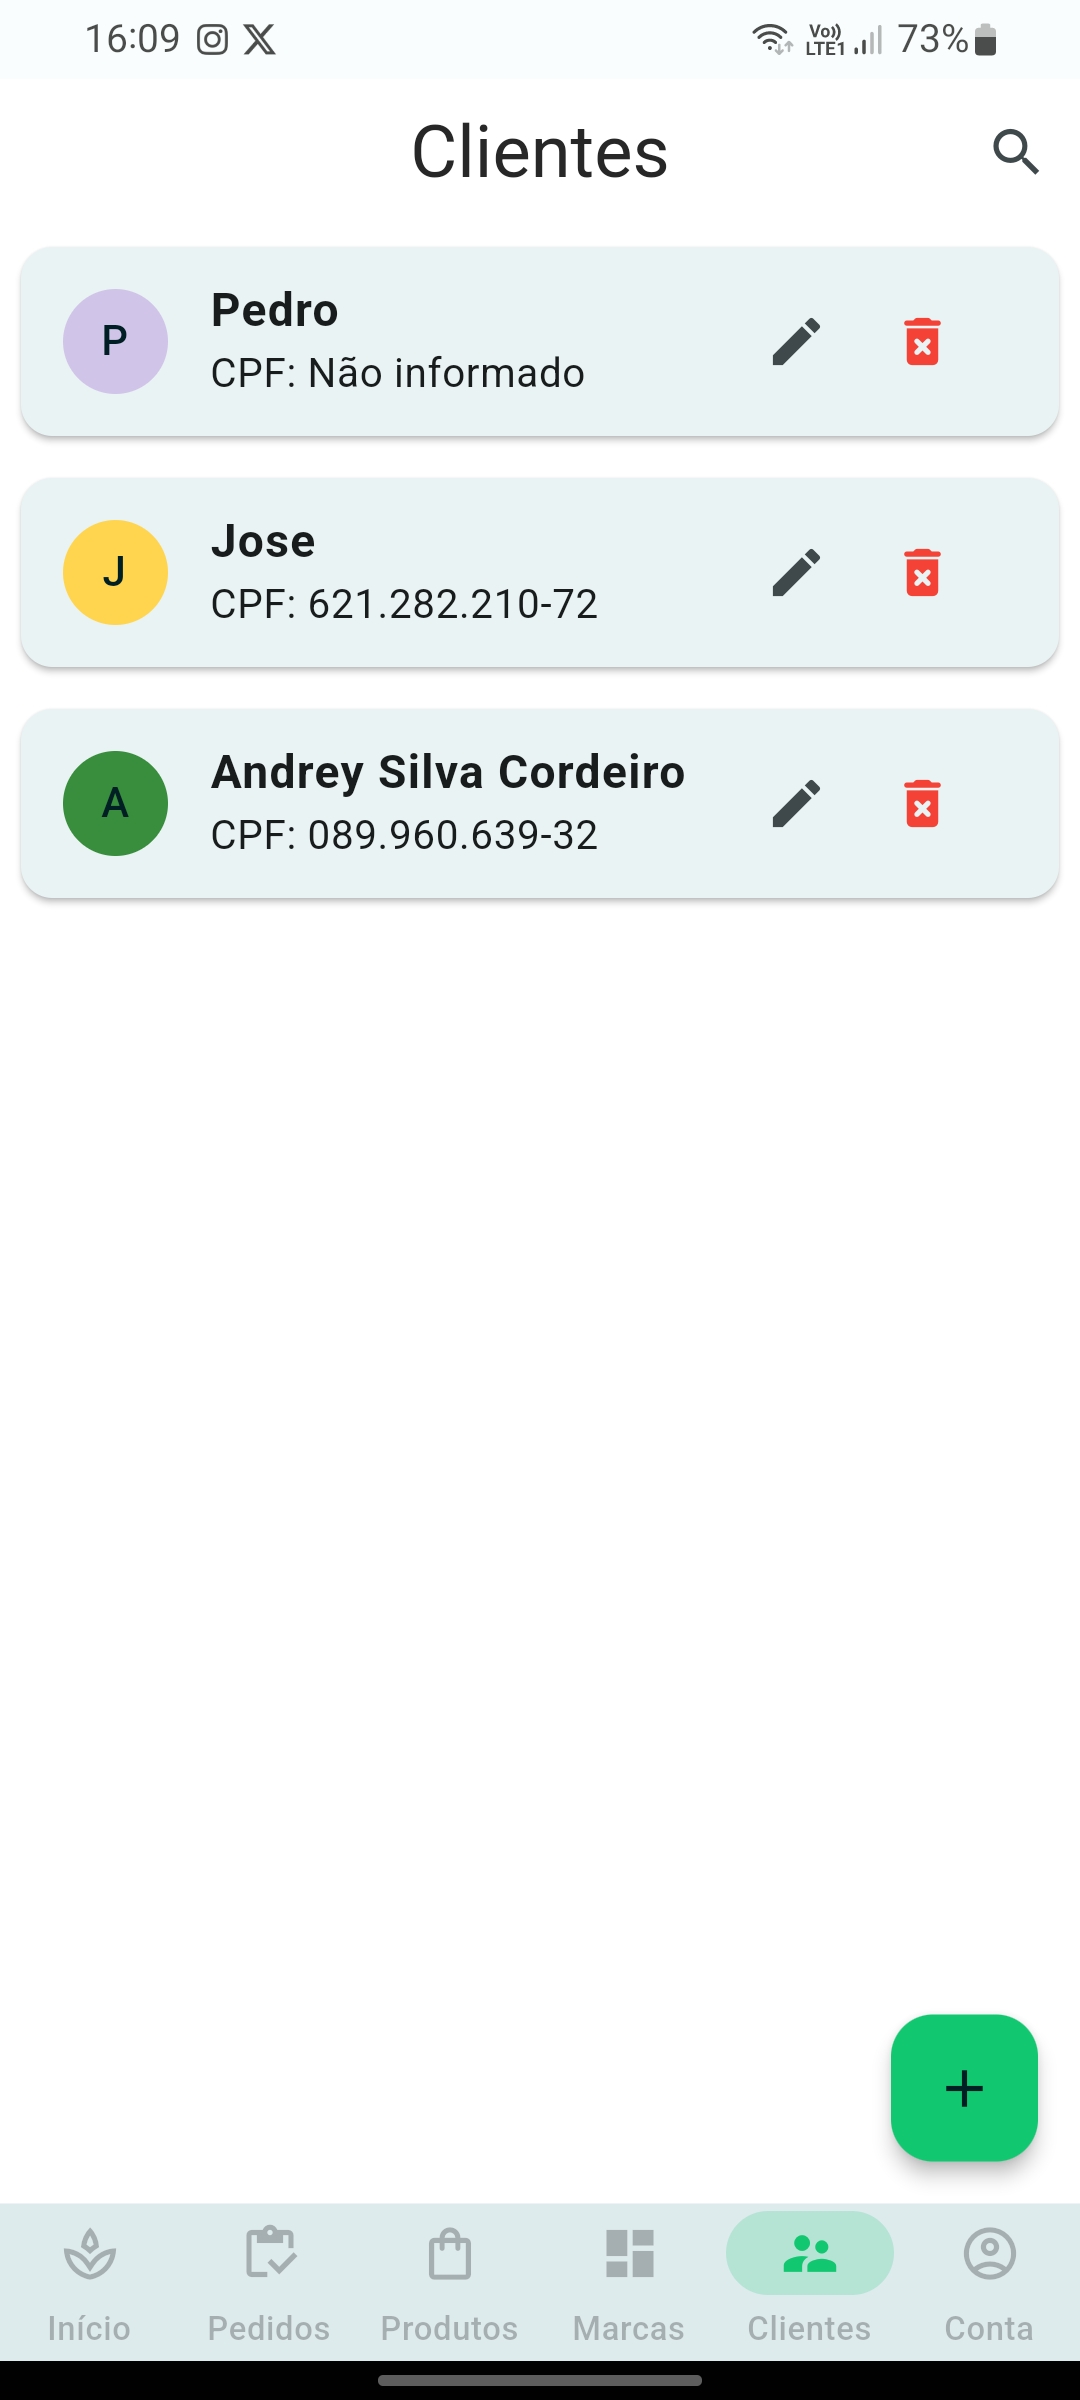 16:09 Vo)) LTE1 73%
Clientes
P
Pedro
CPF: Não informado
J
Jose
CPF: 621.282.210-72
A
Andrey Silva Cordeiro
CPF: 089.960.639-32
+
Início Pedidos Produtos Marcas Clientes Conta